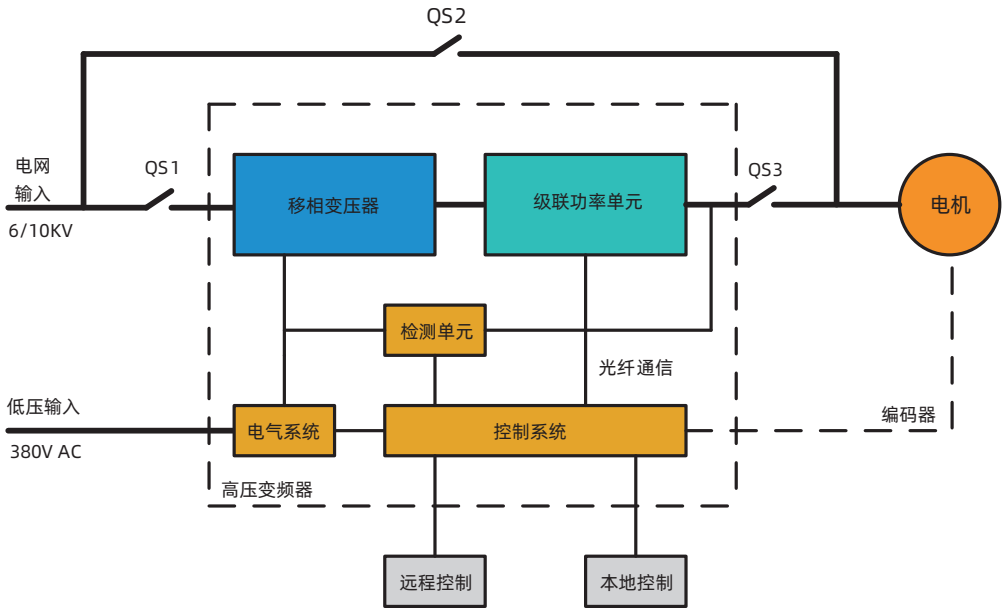 QS2
电网
输入
6/10KV
QS1
移相变压器
级联功率单元
QS3
电机
检测单元
光纤通信
低压输入
380V AC
电气系统
控制系统
编码器
高压变频器
远程控制
本地控制